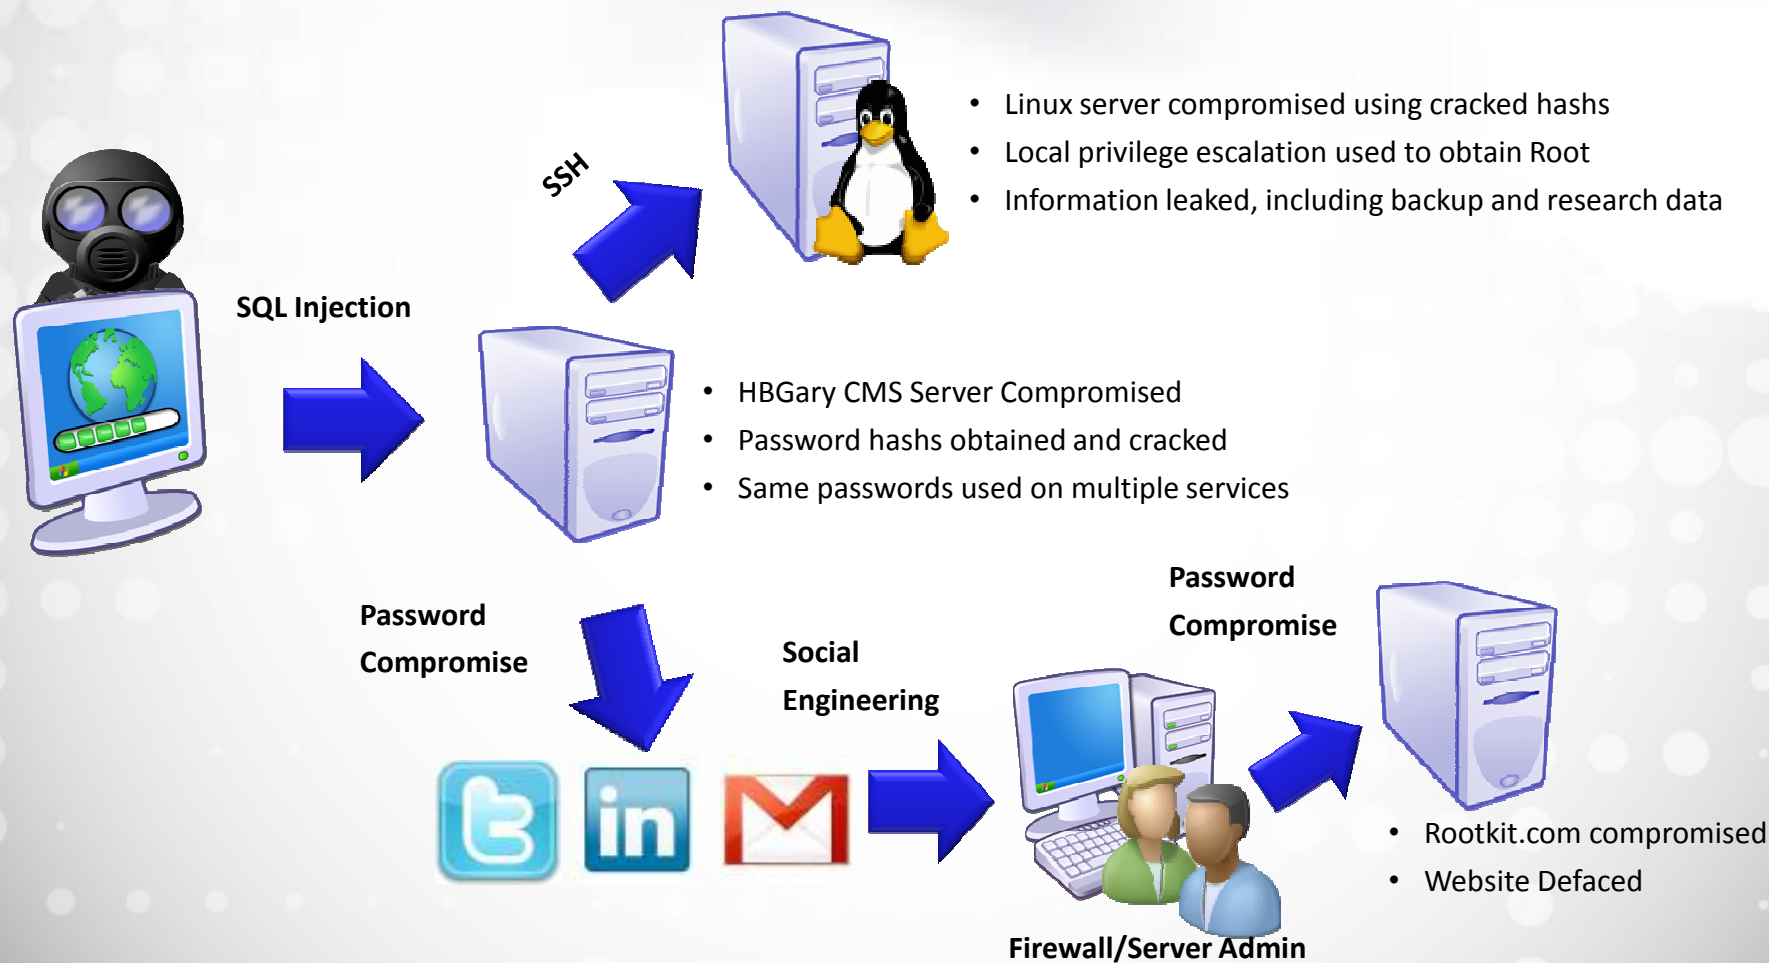 SSH
• Linux server compromised using cracked hashs
• Local privilege escalation used to obtain Root
• Information leaked, including backup and research data
SQL Injection
• HBGary CMS Server Compromised
• Password hashs obtained and cracked
• Same passwords used on multiple services
Password
Compromise
in
Social
Engineering
Firewall/Server Admin
Password
Compromise
• Rootkit.com compromised
• Website Defaced